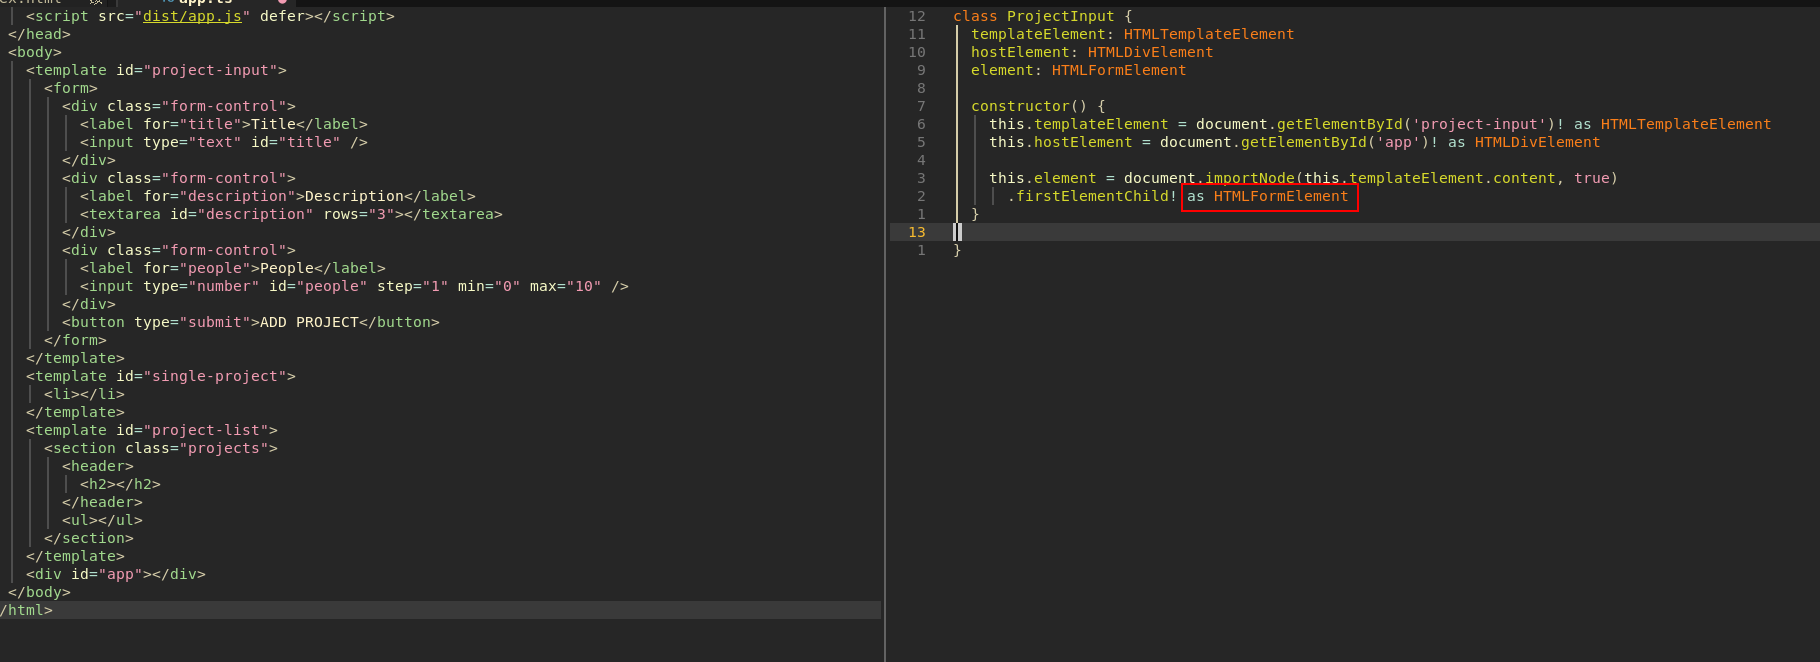 app.ts
<script src="dist/app.js" defer></script>
</head>
<body>
<template id="project-input">
<form>
<div class="form-control">
<label for="title">Title</label>
<input type="text" id="title" />
</div>
<div class="form-control">
<label for="description">Description</label>
<textarea id="description" rows="3"></textarea>
</div>
<div class="form-control">
<label for="people">People</label>
<input type="number" id="people" step="1" min="0" max="10" />
</div>
<button type="submit">ADD PROJECT</button>
</form>
</template>
<template id="single-project">
<li></li>
</template>
<template id="project-list">
<section class="projects">
<header>
<h2></h2>
</header>
<ul></ul>
</section>
</template>
<div id="app"></div>
</body>
/html>
12 class ProjectInput {
11 templateElement: HTMLTemplateElement
10 hostElement: HTMLDivElement
9 element: HTMLFormElement
8
7 constructor() {
6 this.templateElement = document.getElementById('project-input')! as HTMLTemplateElement
5 this.hostElement = document.getElementById('app')! as HTMLDivElement
4
3 this.element = document.importNode(this.templateElement.content, true)
2 .firstElementChild! as HTMLFormElement
1 }
13
1 }